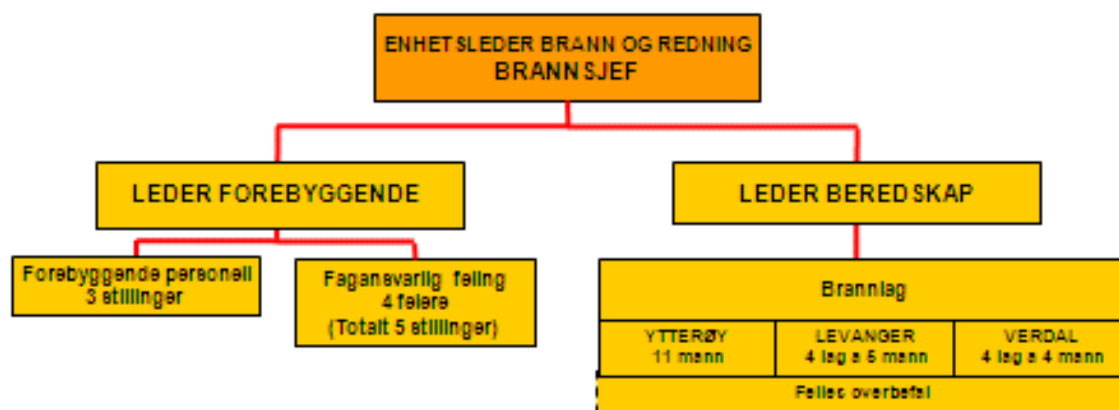 ENHETSLEDER BRANN OG REDNING
BRANNSJEF
LEDER FOREBYGGENDE
LEDER BEREDSKAP
Forebyggende personell
3 stillinger
Fagansvarlig feiing
4 feiere
(Totalt 5 stillinger)
Brannlag
YTTERØY
11 mann
LEVANGER
4 lag a 5 mann
VERDAL
4 lag a 4 mann
Felles overbefal